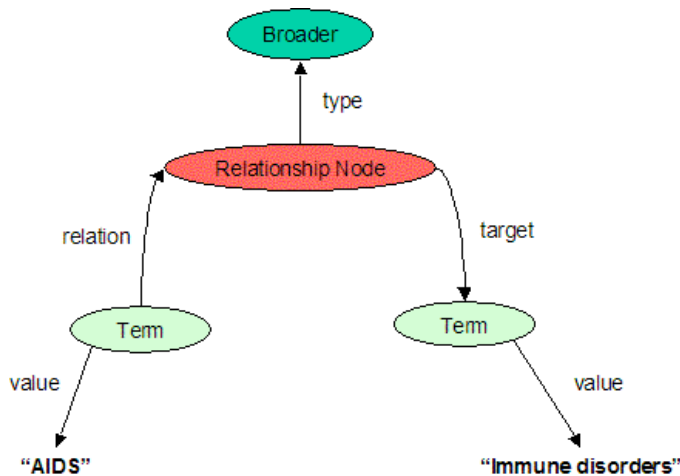 Broader
type
Relationship Node
relation
target
Term
Term
value
value
“AIDS”
“Immune disorders”